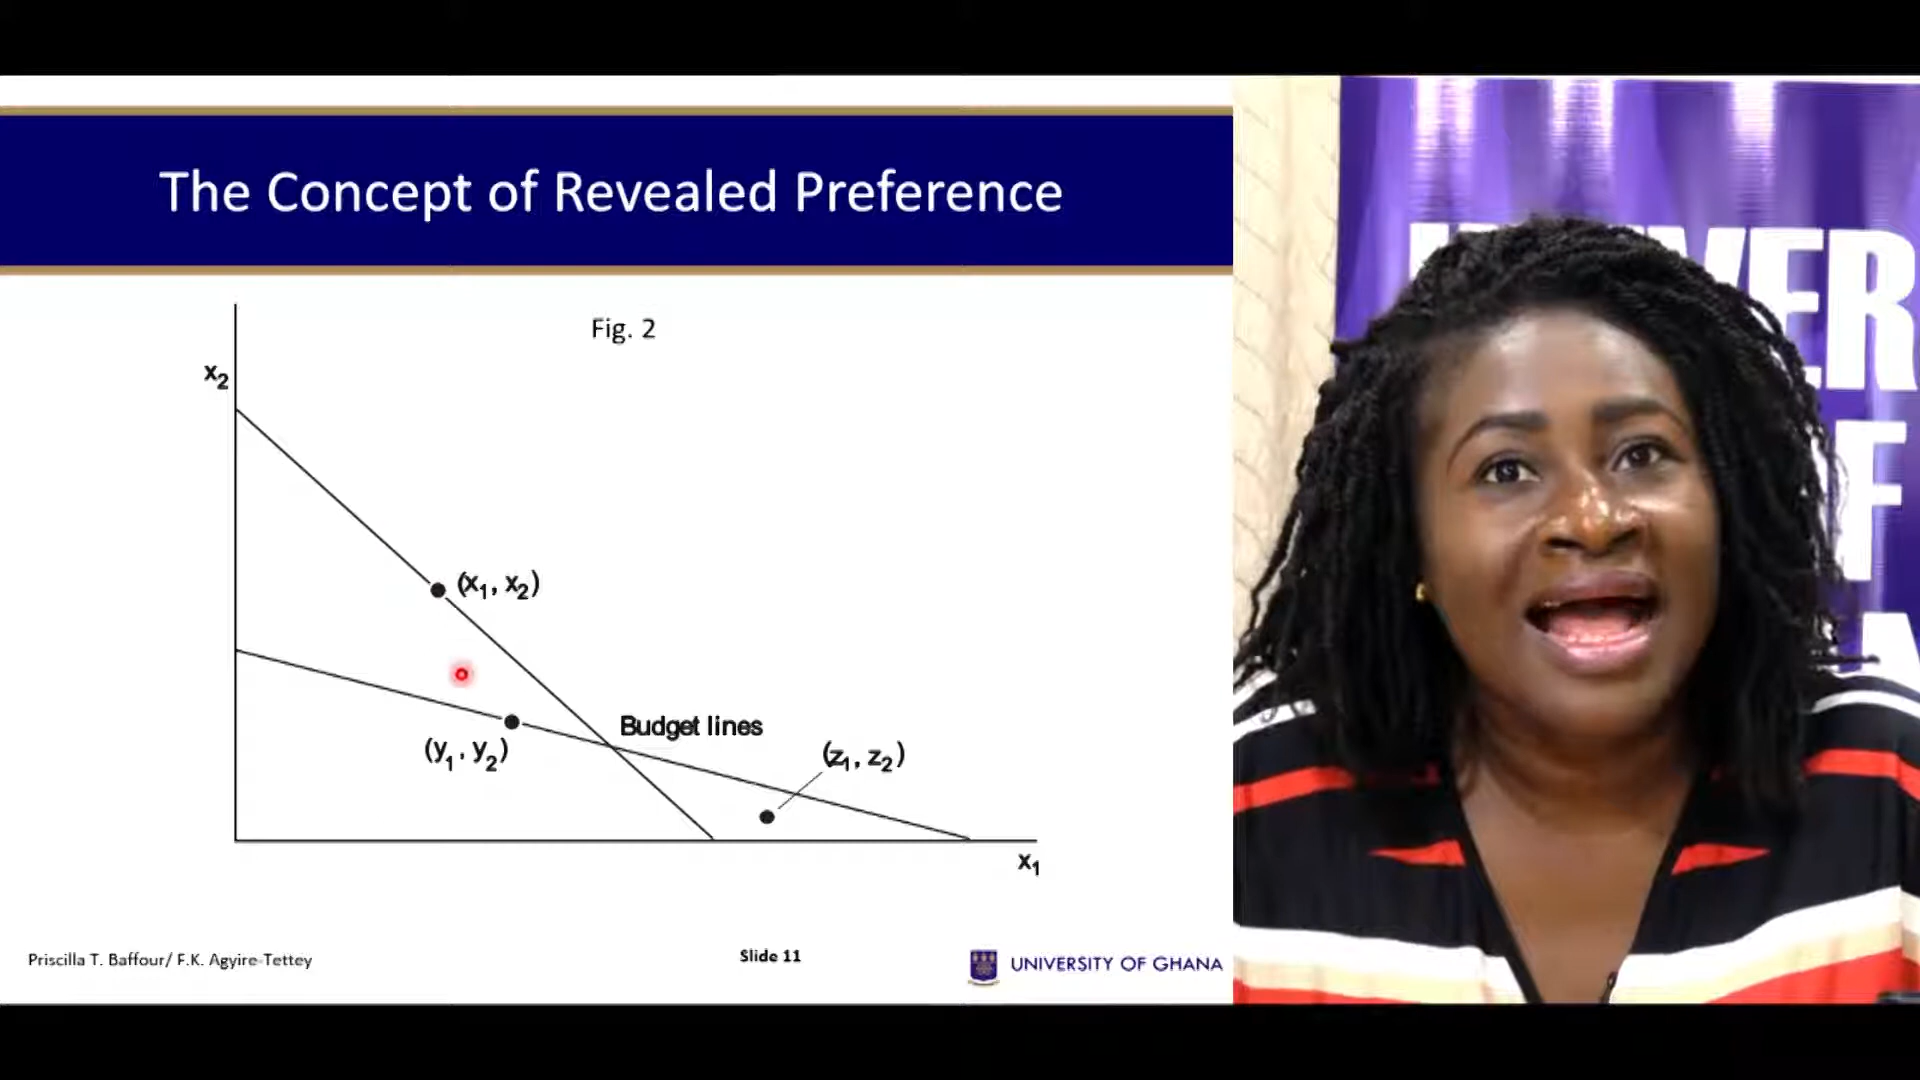 The Concept of Revealed Preference
Fig. 2
x₂
(x₁, x₂)
Budget lines
(y₁, y₂)
(z₁, z₂)
x₁
Priscilla T. Baffour/ F.K. Agyire-Tettey
Slide 11
UNIVERSITY OF GHANA